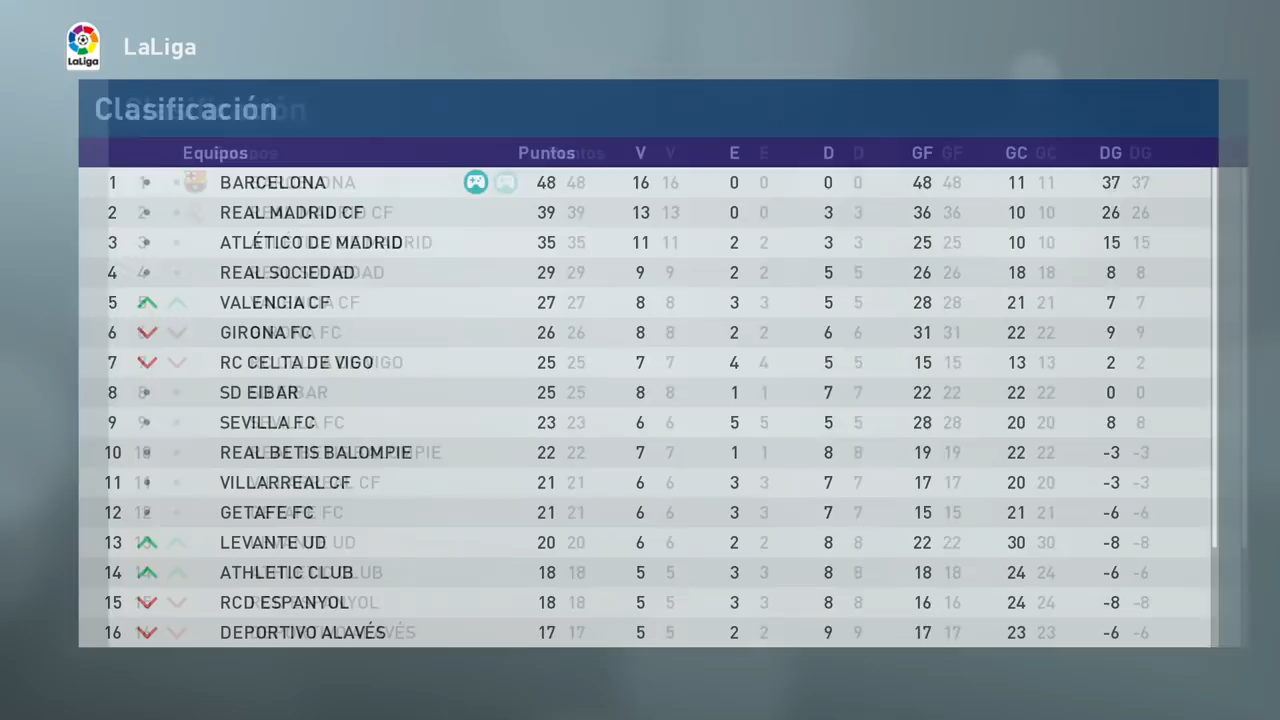 LaLiga
LaLiga
Clasificación
Equipos Puntos V E D GF GC DG
1 BARCELONA 48 16 0 0 48 11 37
2 REAL MADRID CF 39 13 0 3 36 10 26
3 ATLÉTICO DE MADRID 35 11 2 3 25 10 15
4 REAL SOCIEDAD 29 9 2 5 26 18 8
5 VALENCIA CF 27 8 3 5 28 21 7
6 GIRONA FC 26 8 2 6 31 22 9
7 RC CELTA DE VIGO 25 7 4 5 15 13 2
8 SD EIBAR 25 8 1 7 22 22 0
9 SEVILLA FC 23 6 5 5 28 20 8
10 REAL BETIS BALOMPIE 22 7 1 8 19 22 -3
11 VILLARREAL CF 21 6 3 7 17 20 -3
12 GETAFE FC 21 6 3 7 15 21 -6
13 LEVANTE UD 20 6 2 8 22 30 -8
14 ATHLETIC CLUB 18 5 3 8 18 24 -6
15 RCD ESPANYOL 18 5 3 8 16 24 -8
16 DEPORTIVO ALAVÉS 17 5 2 9 17 23 -6